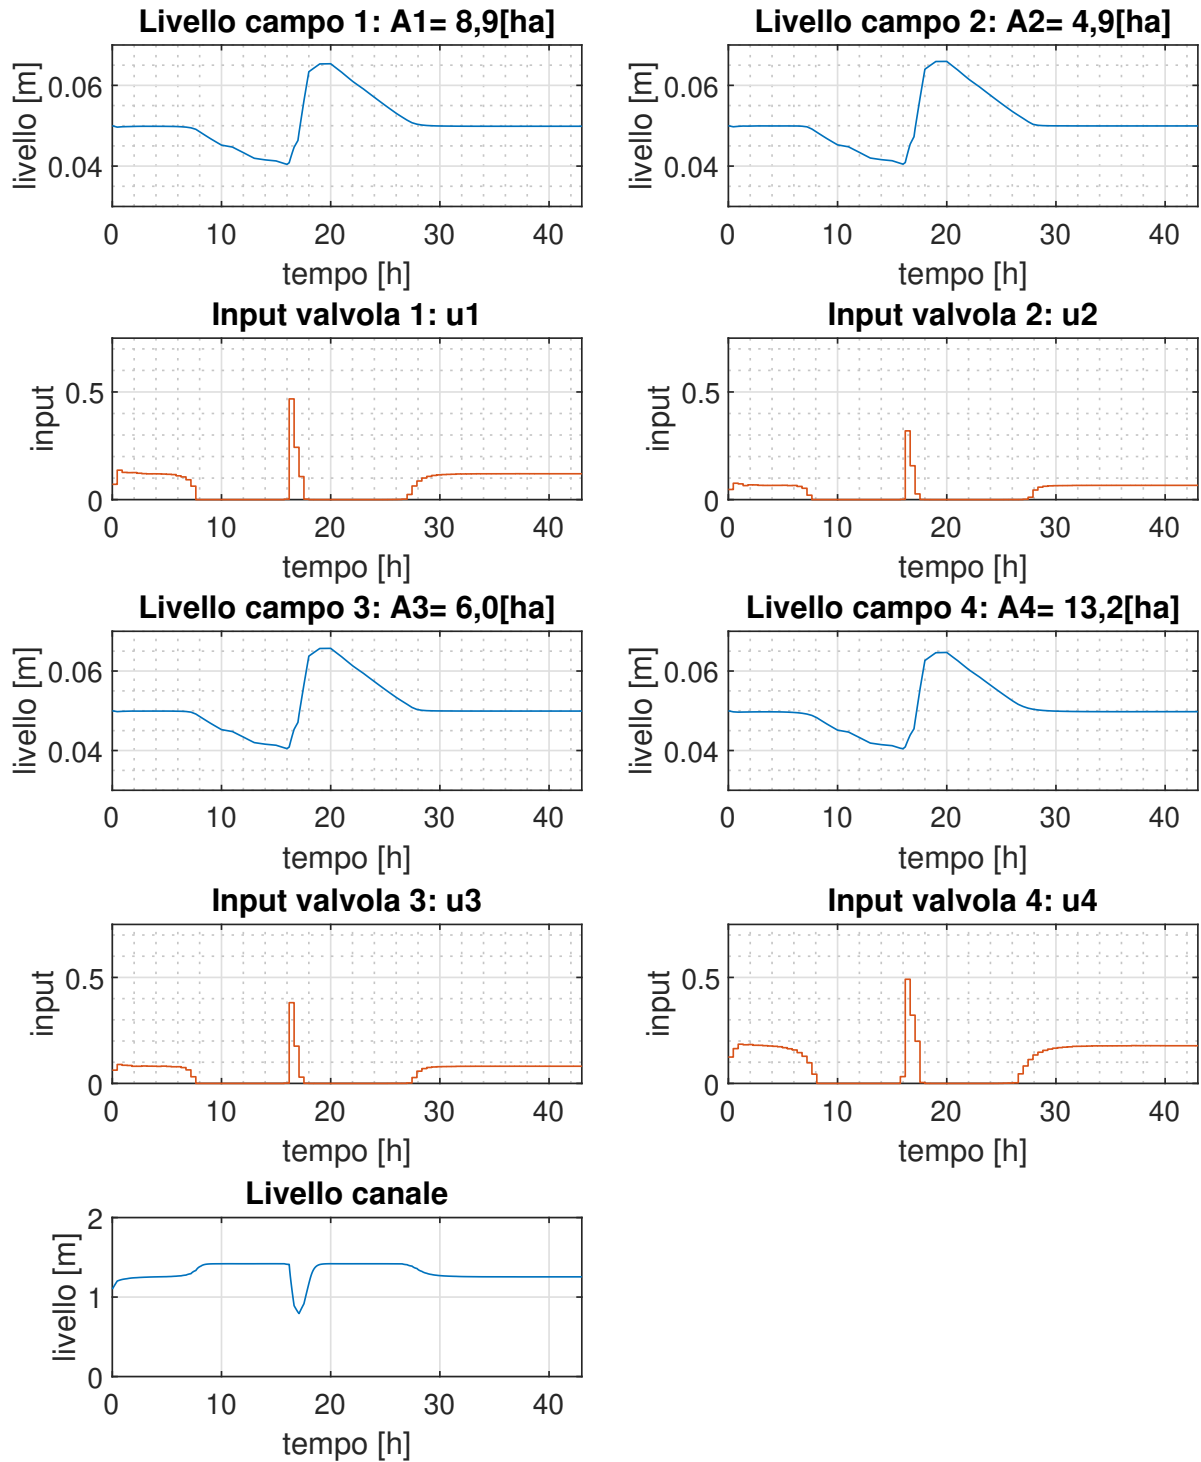 Livello campo 1: A1= 8,9[ha]
livello [m]
0.06
0.04
0 10 20 30 40
tempo [h]
Livello campo 2: A2= 4,9[ha]
livello [m]
0.06
0.04
0 10 20 30 40
tempo [h]
Input valvola 1: u1
input
0.5
0
0 10 20 30 40
tempo [h]
Input valvola 2: u2
input
0.5
0
0 10 20 30 40
tempo [h]
Livello campo 3: A3= 6,0[ha]
livello [m]
0.06
0.04
0 10 20 30 40
tempo [h]
Livello campo 4: A4= 13,2[ha]
livello [m]
0.06
0.04
0 10 20 30 40
tempo [h]
Input valvola 3: u3
input
0.5
0
0 10 20 30 40
tempo [h]
Input valvola 4: u4
input
0.5
0
0 10 20 30 40
tempo [h]
Livello canale
livello [m]
2
1
0
0 10 20 30 40
tempo [h]